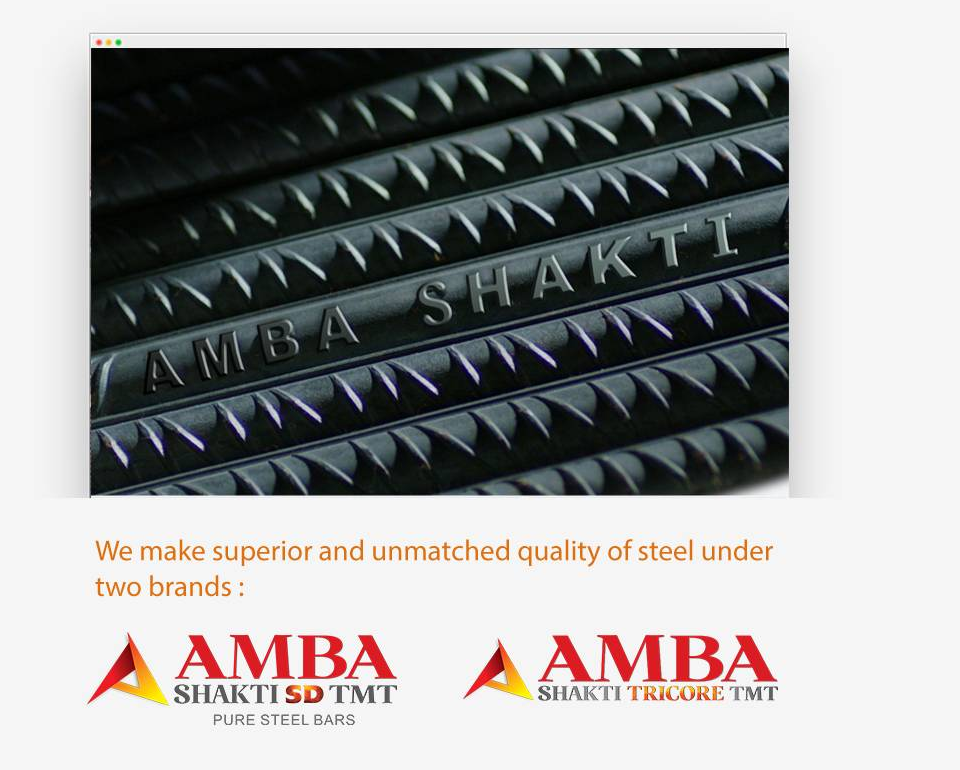 AMBA SHAKTI
We make superior and unmatched quality of steel under
two brands :
AMBA
SHAKTI SD TMT
PURE STEEL BARS
AMBA
SHAKTI TRICORE TMT